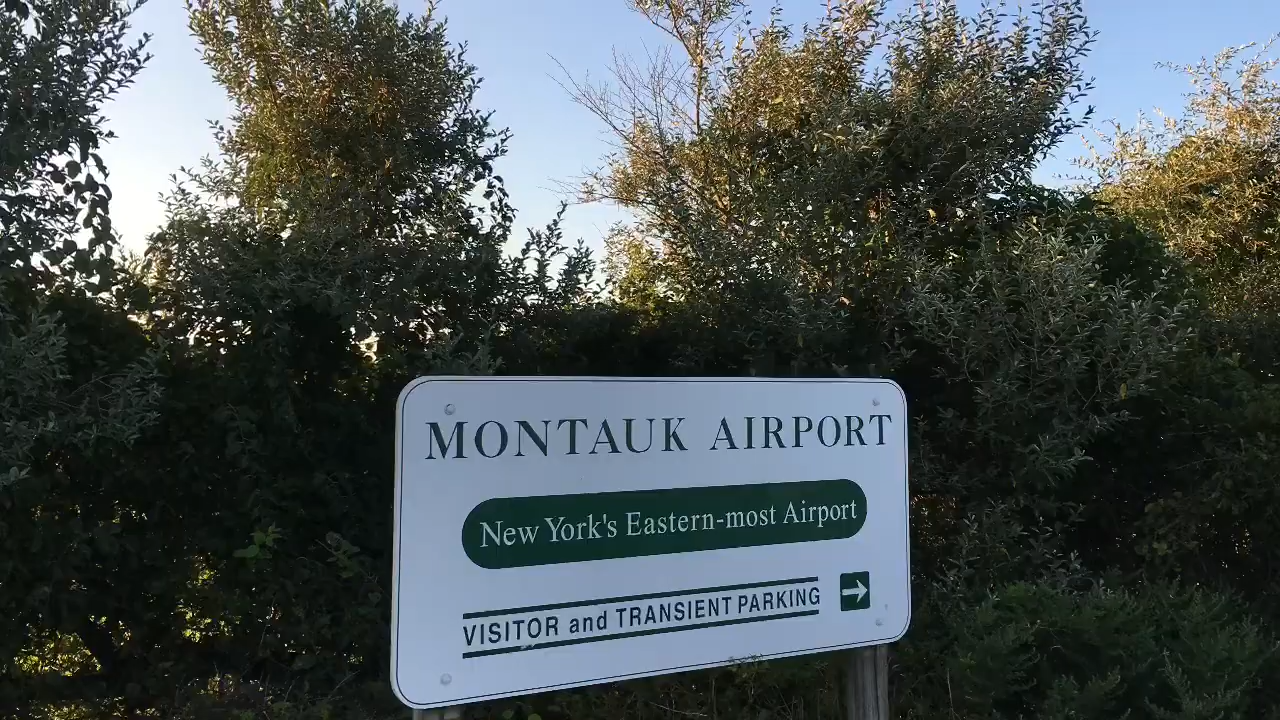 MONTAUK AIRPORT
New York's Eastern-most Airport
VISITOR and TRANSIENT PARKING